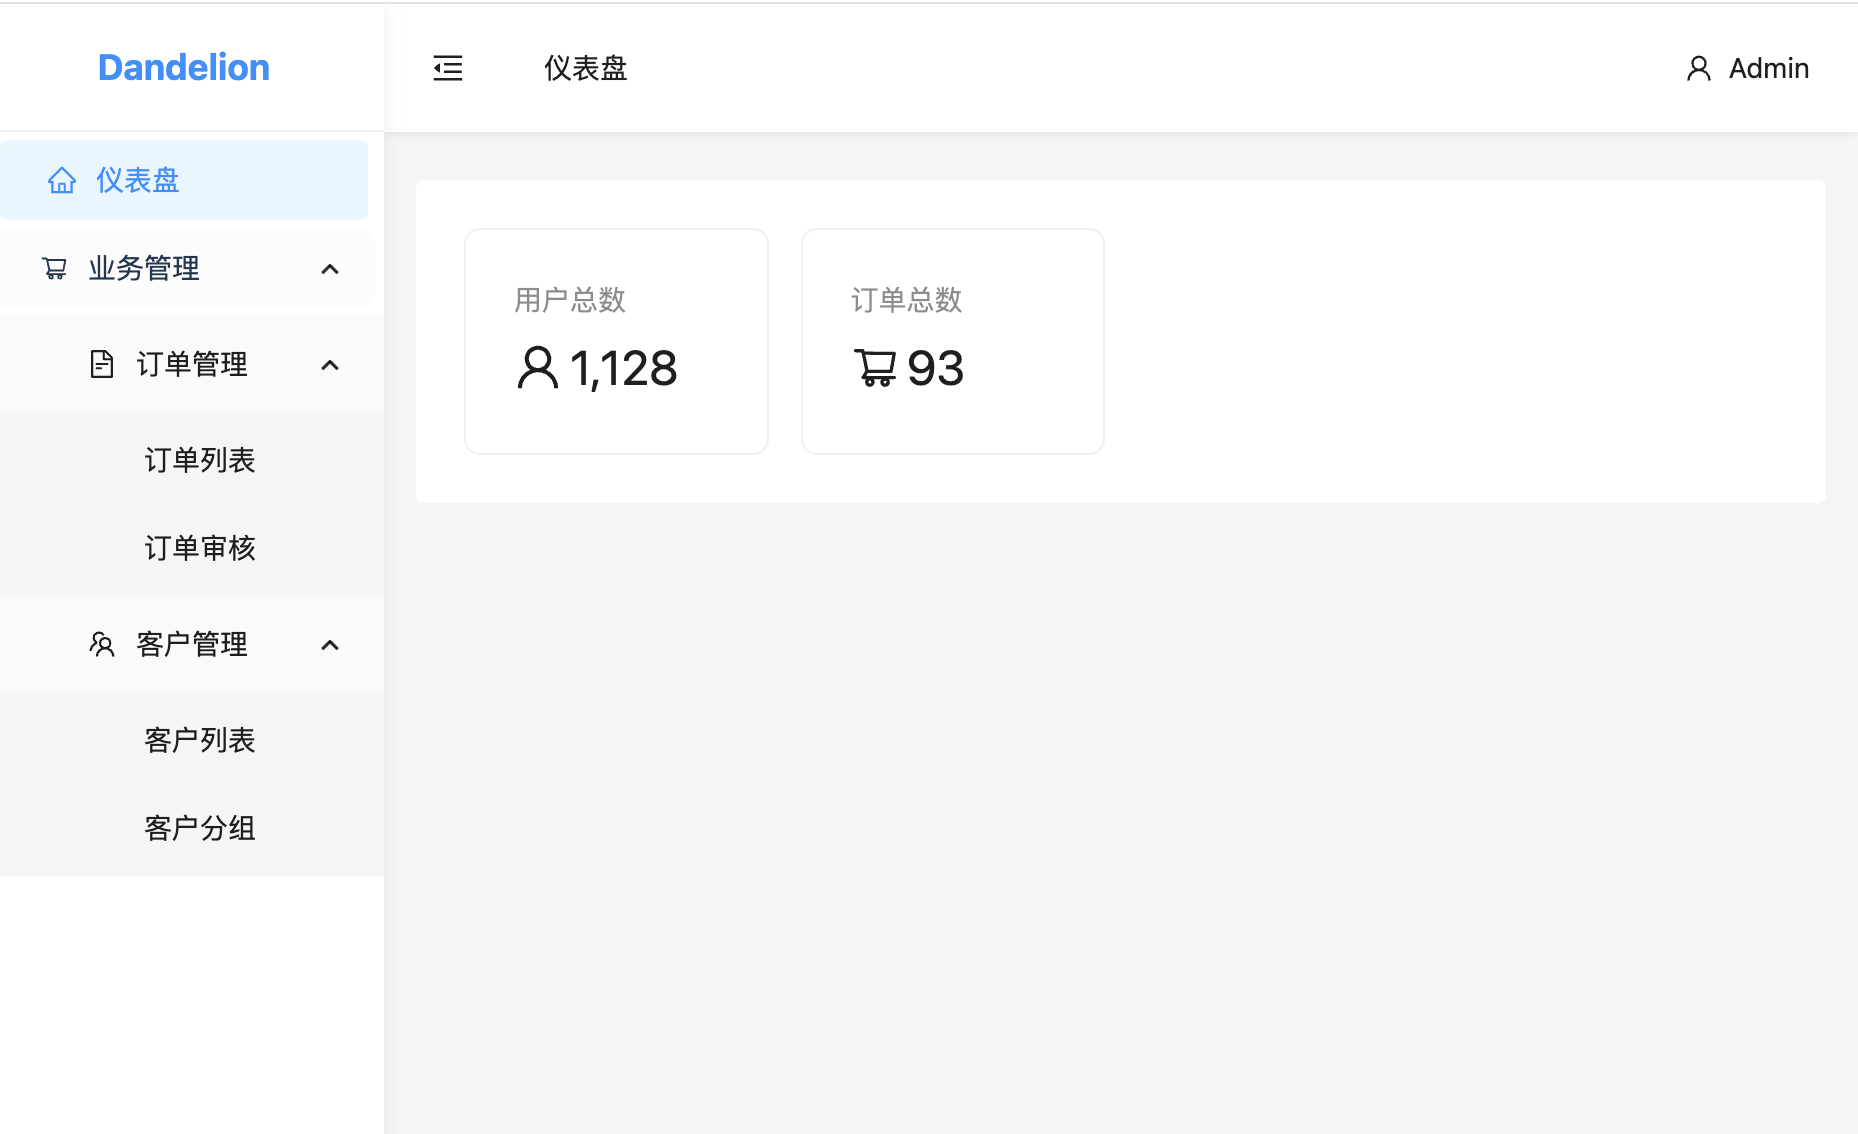 Dandelion
仪表盘
Admin
仪表盘
业务管理
订单管理
订单列表
订单审核
客户管理
客户列表
客户分组
用户总数
1,128
订单总数
93